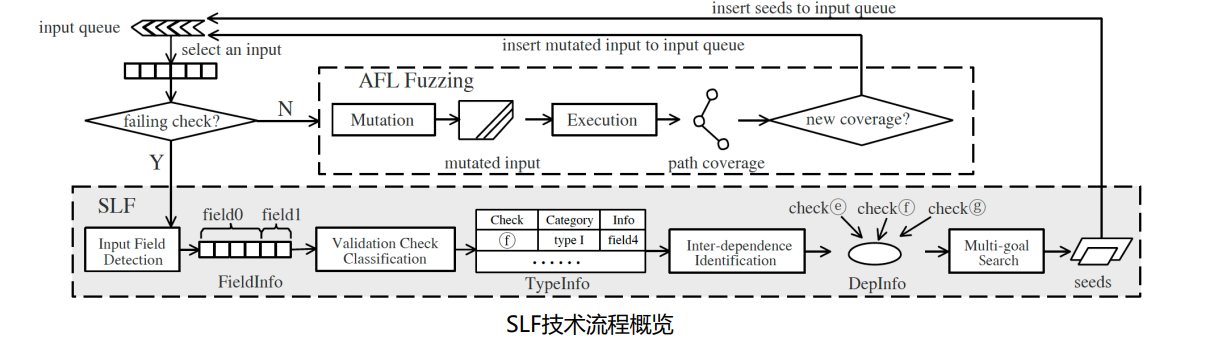 insert seeds to input queue
input queue
insert mutated input to input queue
select an input
AFL Fuzzing
failing check?
N
Mutation
Execution
new coverage?
mutated input
path coverage
Y
SLF
field0 field1
Check Category Info
ⓕ type I field4
......
checkⓔ checkⓕ checkⓖ
Input Field
Detection
Validation Check
Classification
Inter-dependence
Identification
Multi-goal
Search
FieldInfo
TypeInfo
DepInfo
seeds
SLF技术流程概览